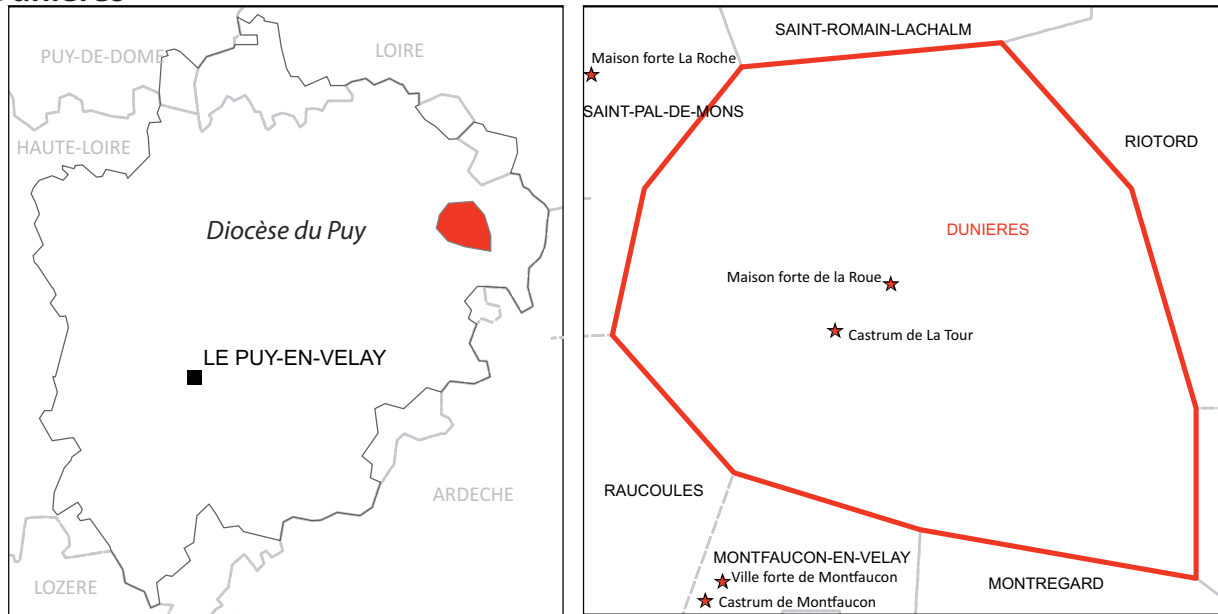 PUY-DE-DOME
LOIRE
HAUTE-LOIRE
Diocèse du Puy
LE PUY-EN-VELAY
ARDECHE
LOZERE
SAINT-ROMAIN-LACHALM
Maison forte La Roche
SAINT-PAL-DE-MONS
RIOTORD
DUNIERES
Maison forte de la Roue
Castrum de La Tour
RAUCOULES
MONTFAUCON-EN-VELAY
Ville forte de Montfaucon
MONTREGARD
Castrum de Montfaucon